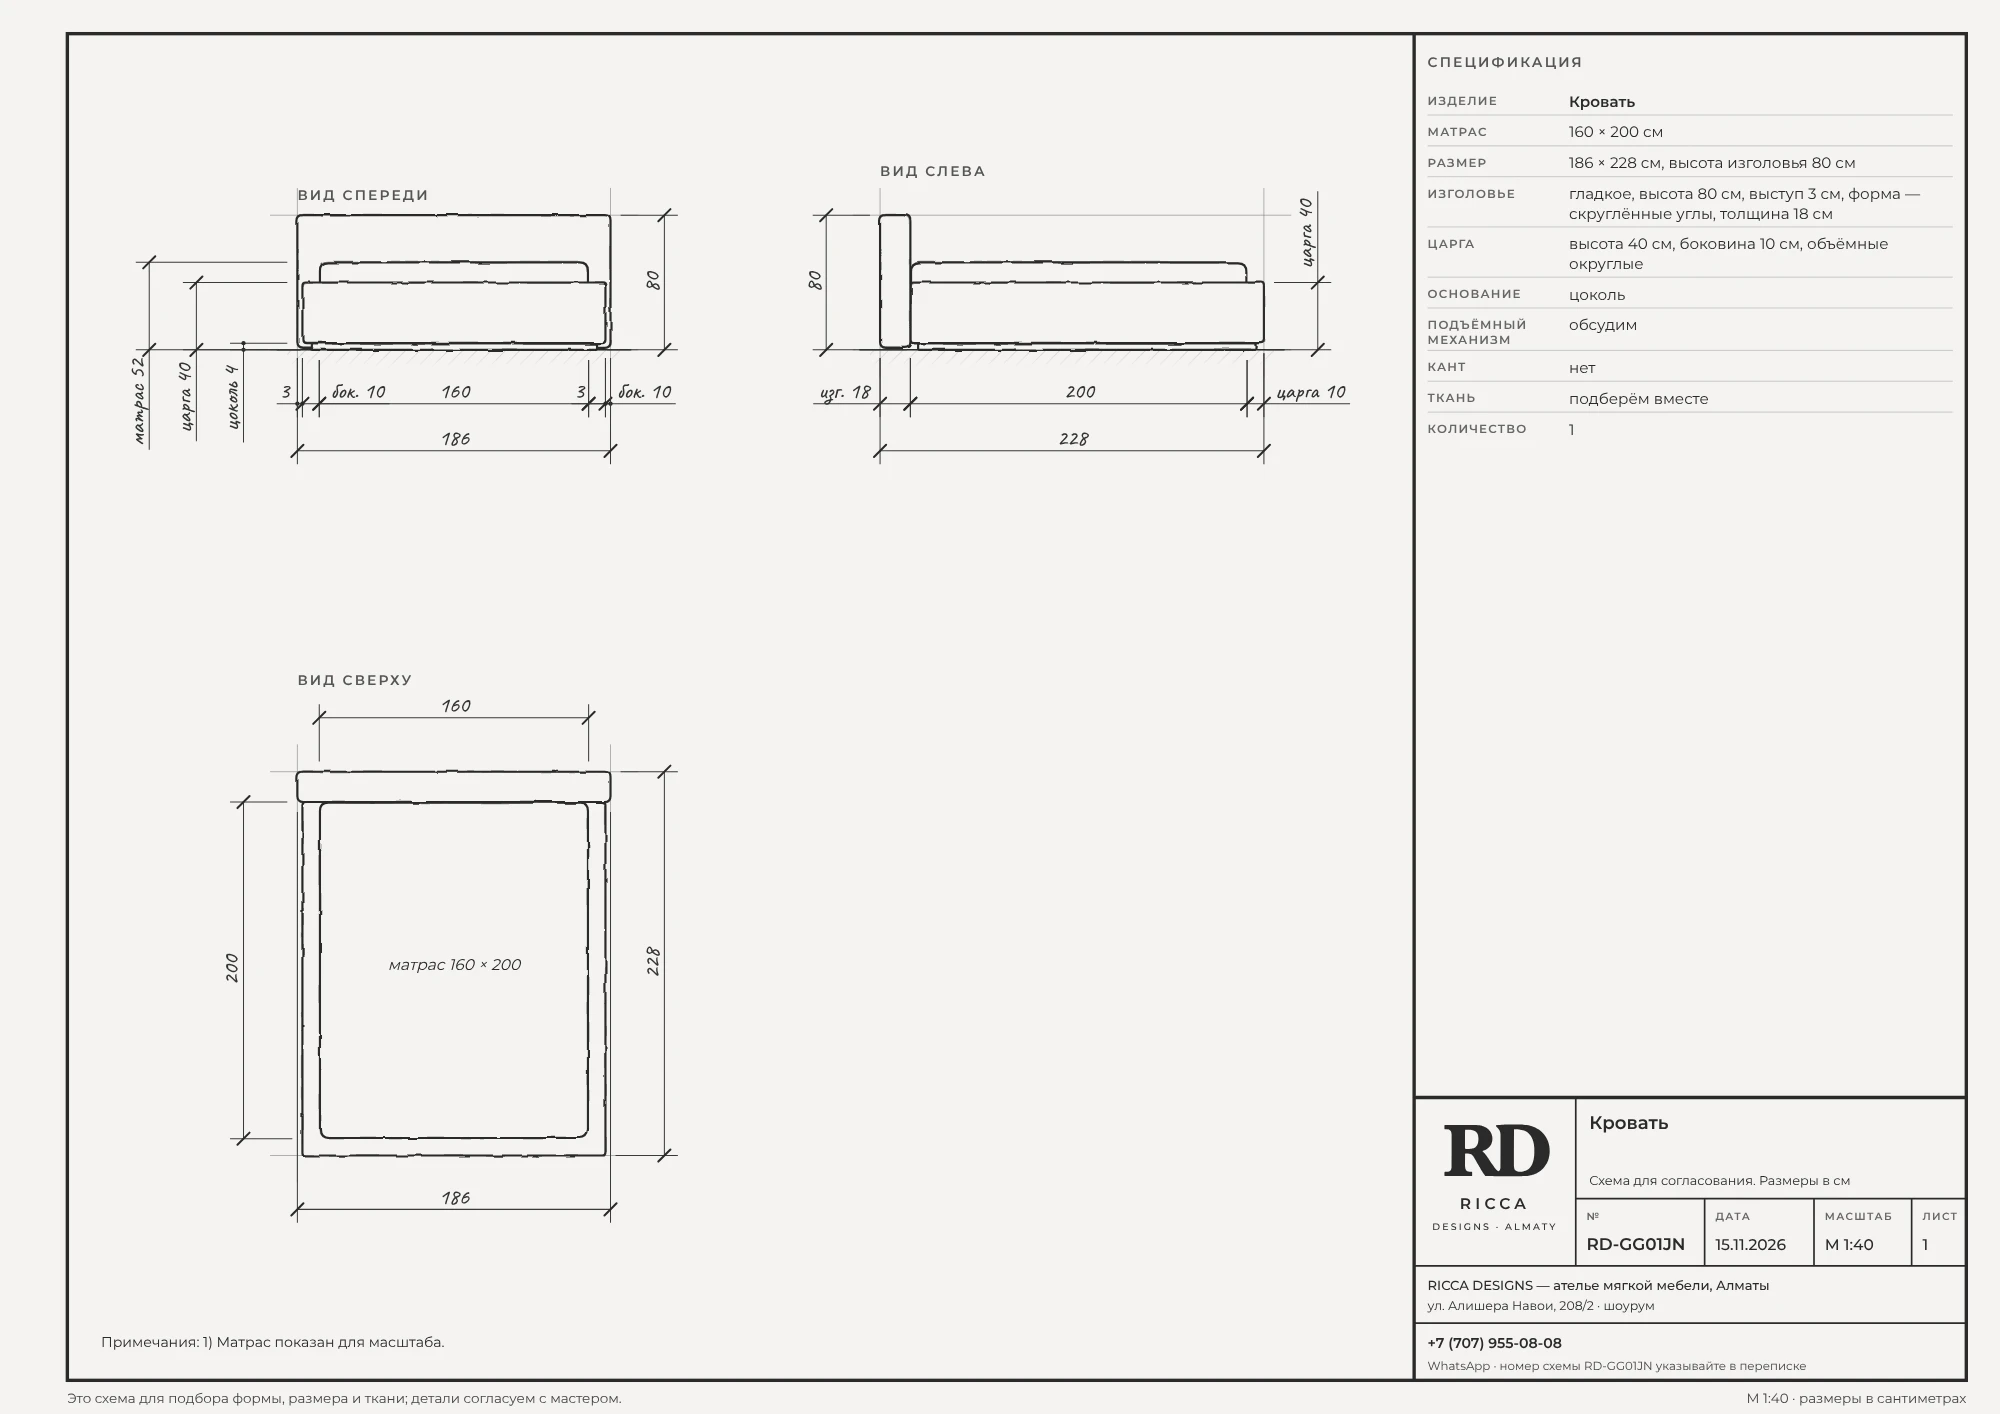 ВИД СПЕРЕДИ
80
матрас 52
царга 40
цоколь 4
3
бок. 10
160
3
бок. 10
186
ВИД СЛЕВА
80
царга 40
изг. 18
200
царга 10
228
ВИД СВЕРХУ
160
200
матрас 160 × 200
228
186
Примечания: 1) Матрас показан для масштаба.
СПЕЦИФИКАЦИЯ
ИЗДЕЛИЕ Кровать
МАТРАС 160 × 200 см
РАЗМЕР 186 × 228 см, высота изголовья 80 см
ИЗГОЛОВЬЕ гладкое, высота 80 см, выступ 3 см, форма —
скруглённые углы, толщина 18 см
ЦАРГА высота 40 см, боковина 10 см, объёмные
округлые
ОСНОВАНИЕ цоколь
ПОДЪЁМНЫЙ обсудим
МЕХАНИЗМ
КАНТ нет
ТКАНЬ подберём вместе
КОЛИЧЕСТВО 1
RD
RICCA
DESIGNS · ALMATY
Кровать
Схема для согласования. Размеры в см
№ ДАТА МАСШТАБ ЛИСТ
RD-GG01JN 15.11.2026 М 1:40 1
RICCA DESIGNS — ателье мягкой мебели, Алматы
ул. Алишера Навои, 208/2 · шоурум
+7 (707) 955-08-08
WhatsApp · номер схемы RD-GG01JN указывайте в переписке
Это схема для подбора формы, размера и ткани; детали согласуем с мастером.
М 1:40 · размеры в сантиметрах